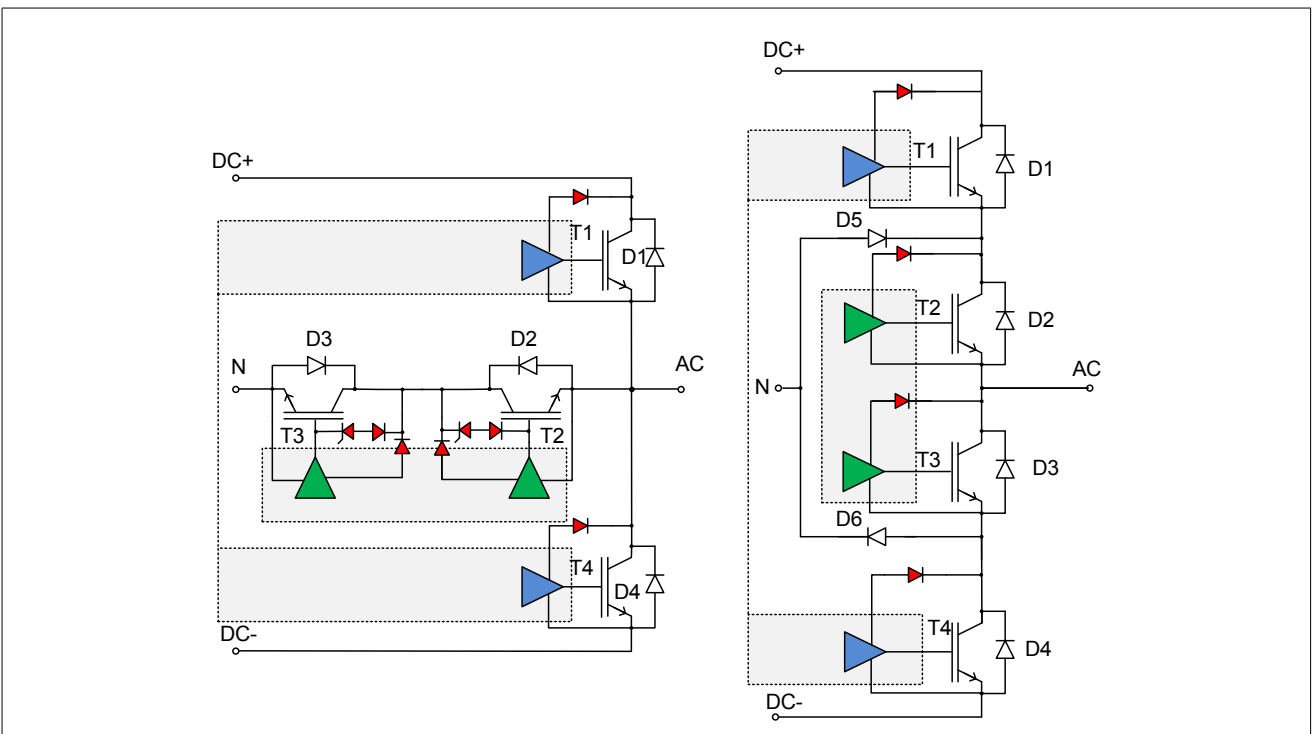 DC+
T1
D1
D3
D2
N
AC
T3
T2
T4
D4
DC-
DC+
T1
D1
D5
T2
D2
N
AC
T3
D3
D6
T4
D4
DC-